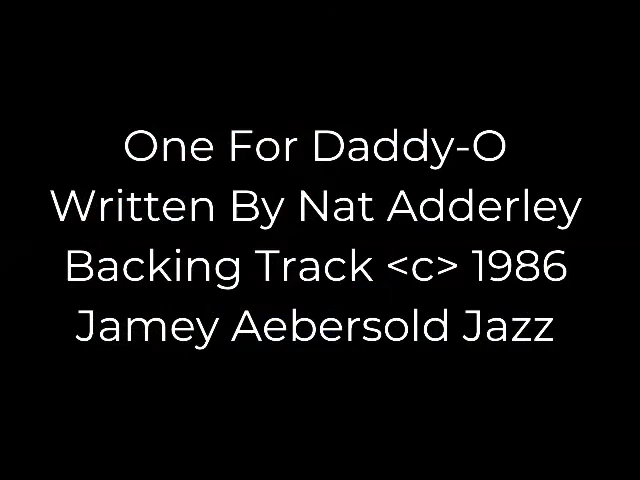 One For Daddy-O
Written By Nat Adderley
Backing Track <c> 1986
Jamey Aebersold Jazz